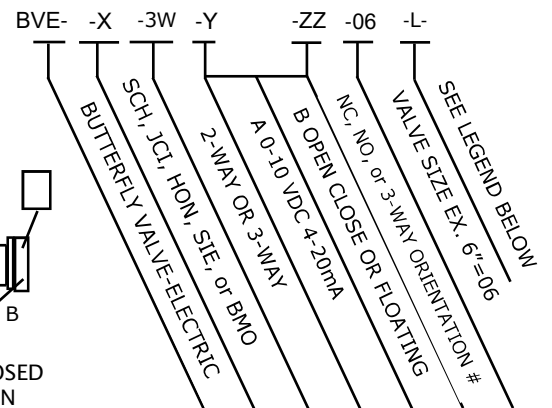 BVE- -X -3W -Y -ZZ -06 -L-
BUTTERFLY VALVE-ELECTRIC
SCH, JCI, HON, SIE, or BMO
2-WAY OR 3-WAY
A 0-10 VDC 4-20mA
B OPEN CLOSE OR FLOATING
NC, NO, or 3-WAY ORIENTATION #
VALVE SIZE EX. 6"=06
SEE LEGEND BELOW
B